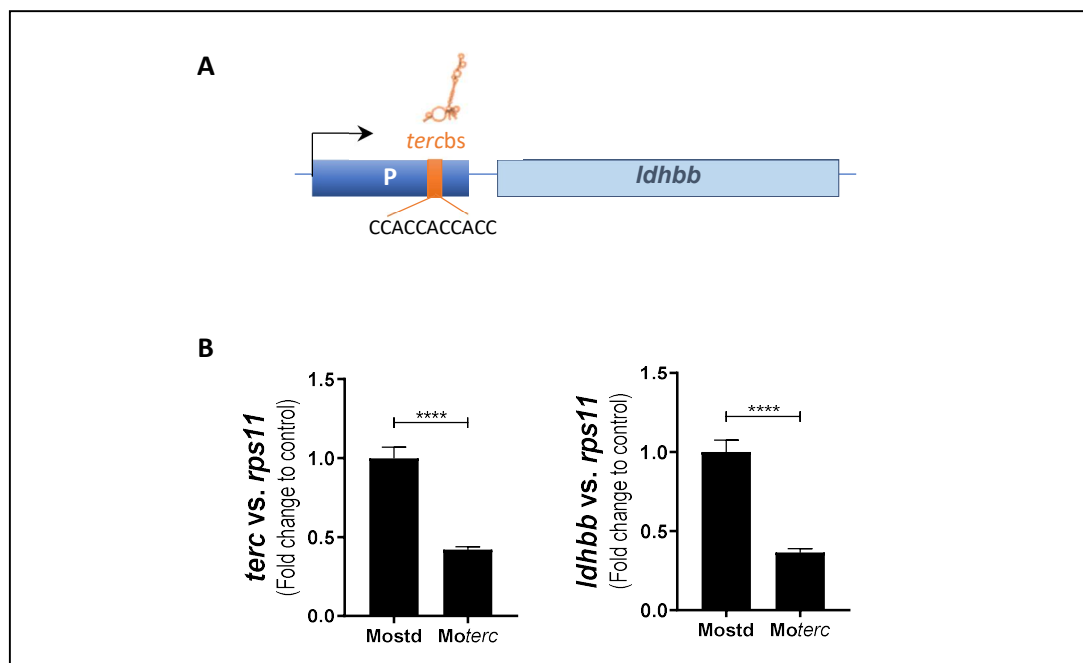 A
tercbs
P
ldhbb
CCACCACCACC
B
terc vs. rps11
(Fold change to control)
1.5
1.0
0.5
0.0
****
Mostd
Moterc
ldhbb vs. rps11
(Fold change to control)
1.5
1.0
0.5
0.0
****
Mostd
Moterc